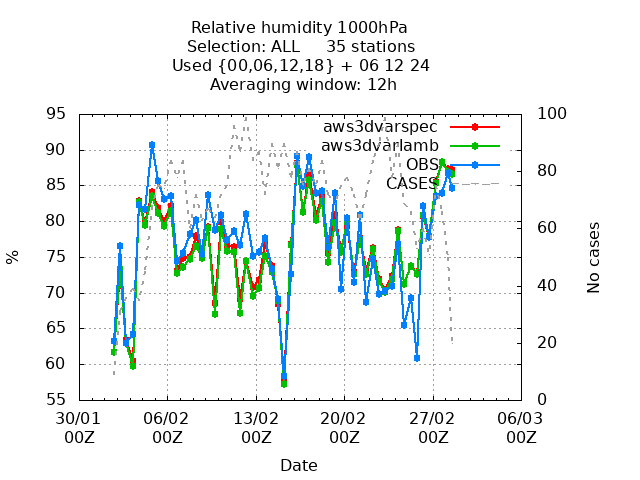 Relative humidity 1000hPa
Selection: ALL     35 stations
Used {00,06,12,18} + 06 12 24
Averaging window: 12h
aws3dvarspec
aws3dvarlamb
OBS
CASES
95
90
85
80
75
70
65
60
55
%
100
80
60
40
20
0
No cases
30/01 06/02 13/02 20/02 27/02 06/03
00Z 00Z 00Z 00Z 00Z 00Z
Date